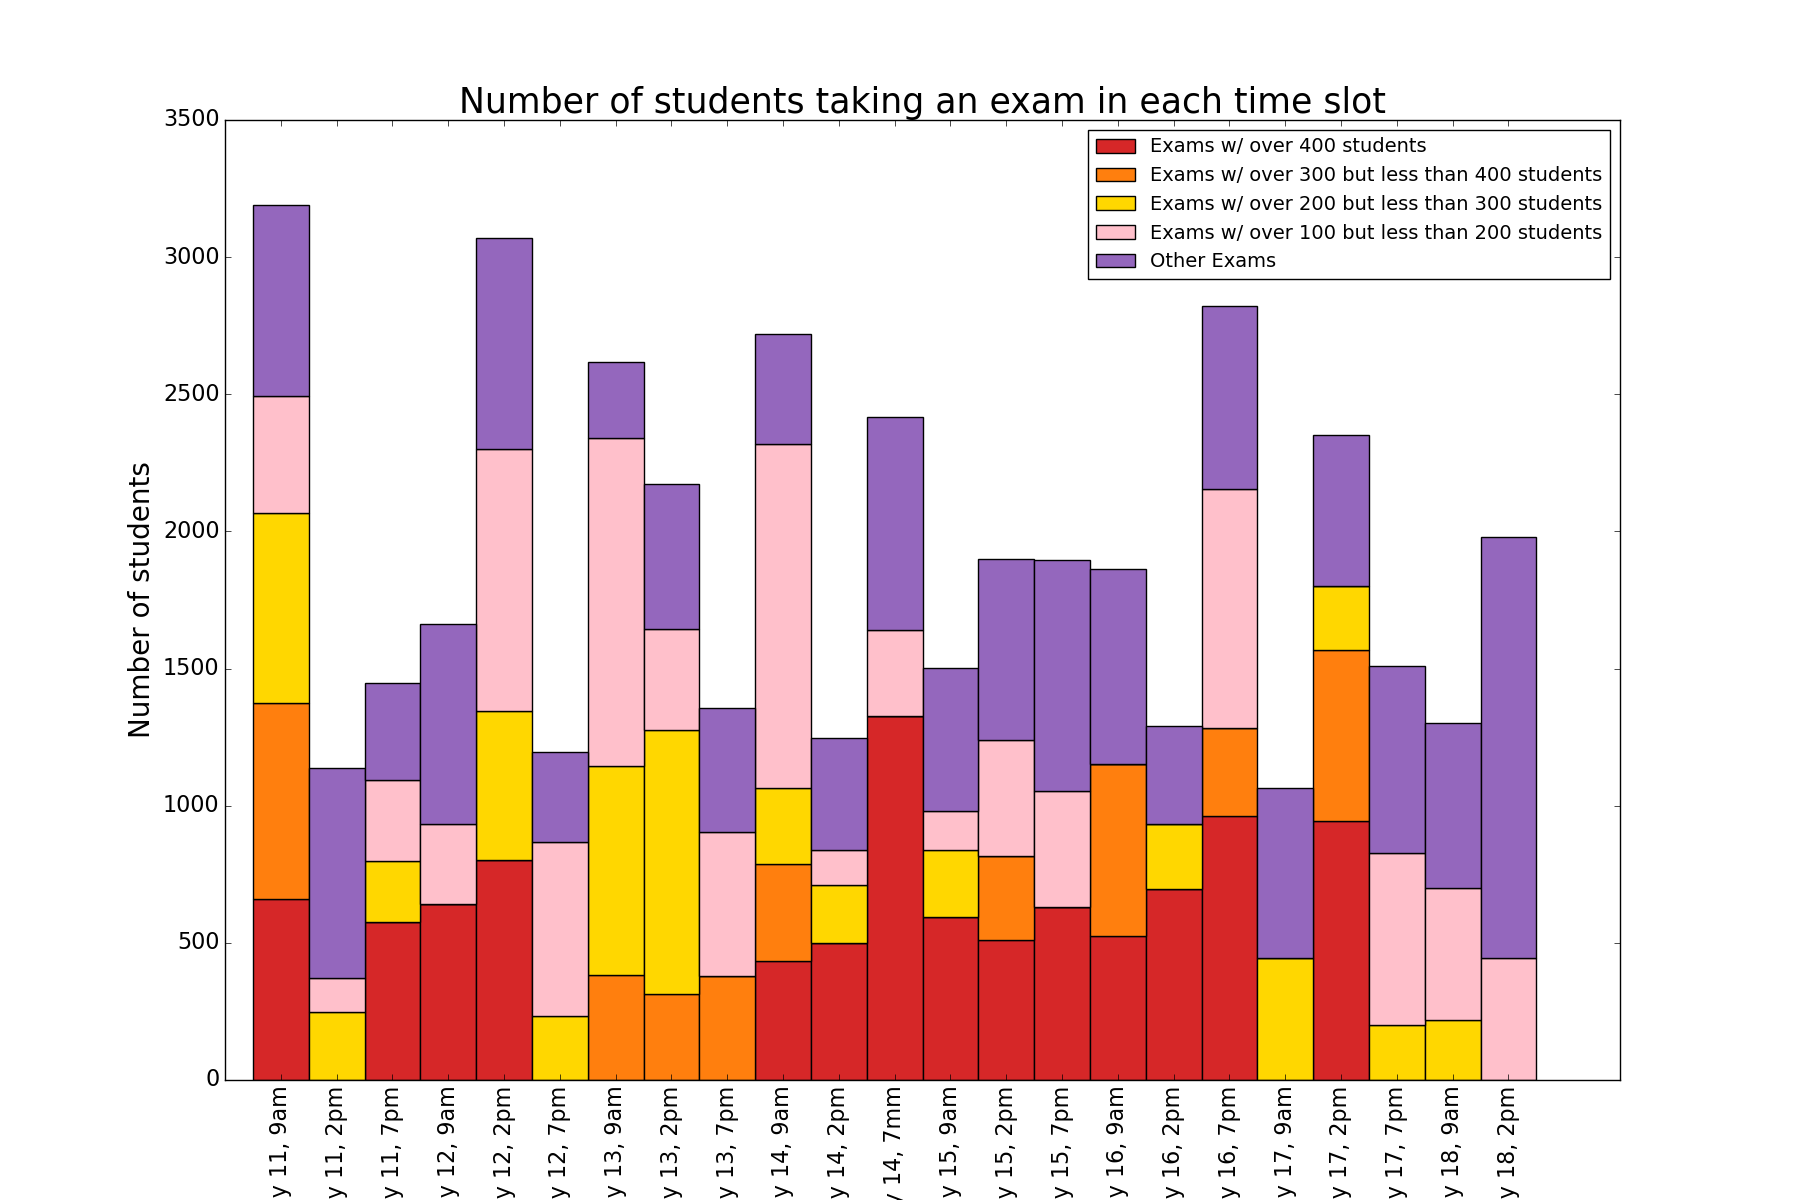 Number of students taking an exam in each time slot
3500
3000
2500
2000
1500
1000
500
0
Number of students
Exams w/ over 400 students
Exams w/ over 300 but less than 400 students
Exams w/ over 200 but less than 300 students
Exams w/ over 100 but less than 200 students
Other Exams
y 11, 9am
y 11, 2pm
y 11, 7pm
y 12, 9am
y 12, 2pm
y 12, 7pm
y 13, 9am
y 13, 2pm
y 13, 7pm
y 14, 9am
y 14, 2pm
y 14, 7mm
y 15, 9am
y 15, 2pm
y 15, 7pm
y 16, 9am
y 16, 2pm
y 16, 7pm
y 17, 9am
y 17, 2pm
y 17, 7pm
y 18, 9am
y 18, 2pm